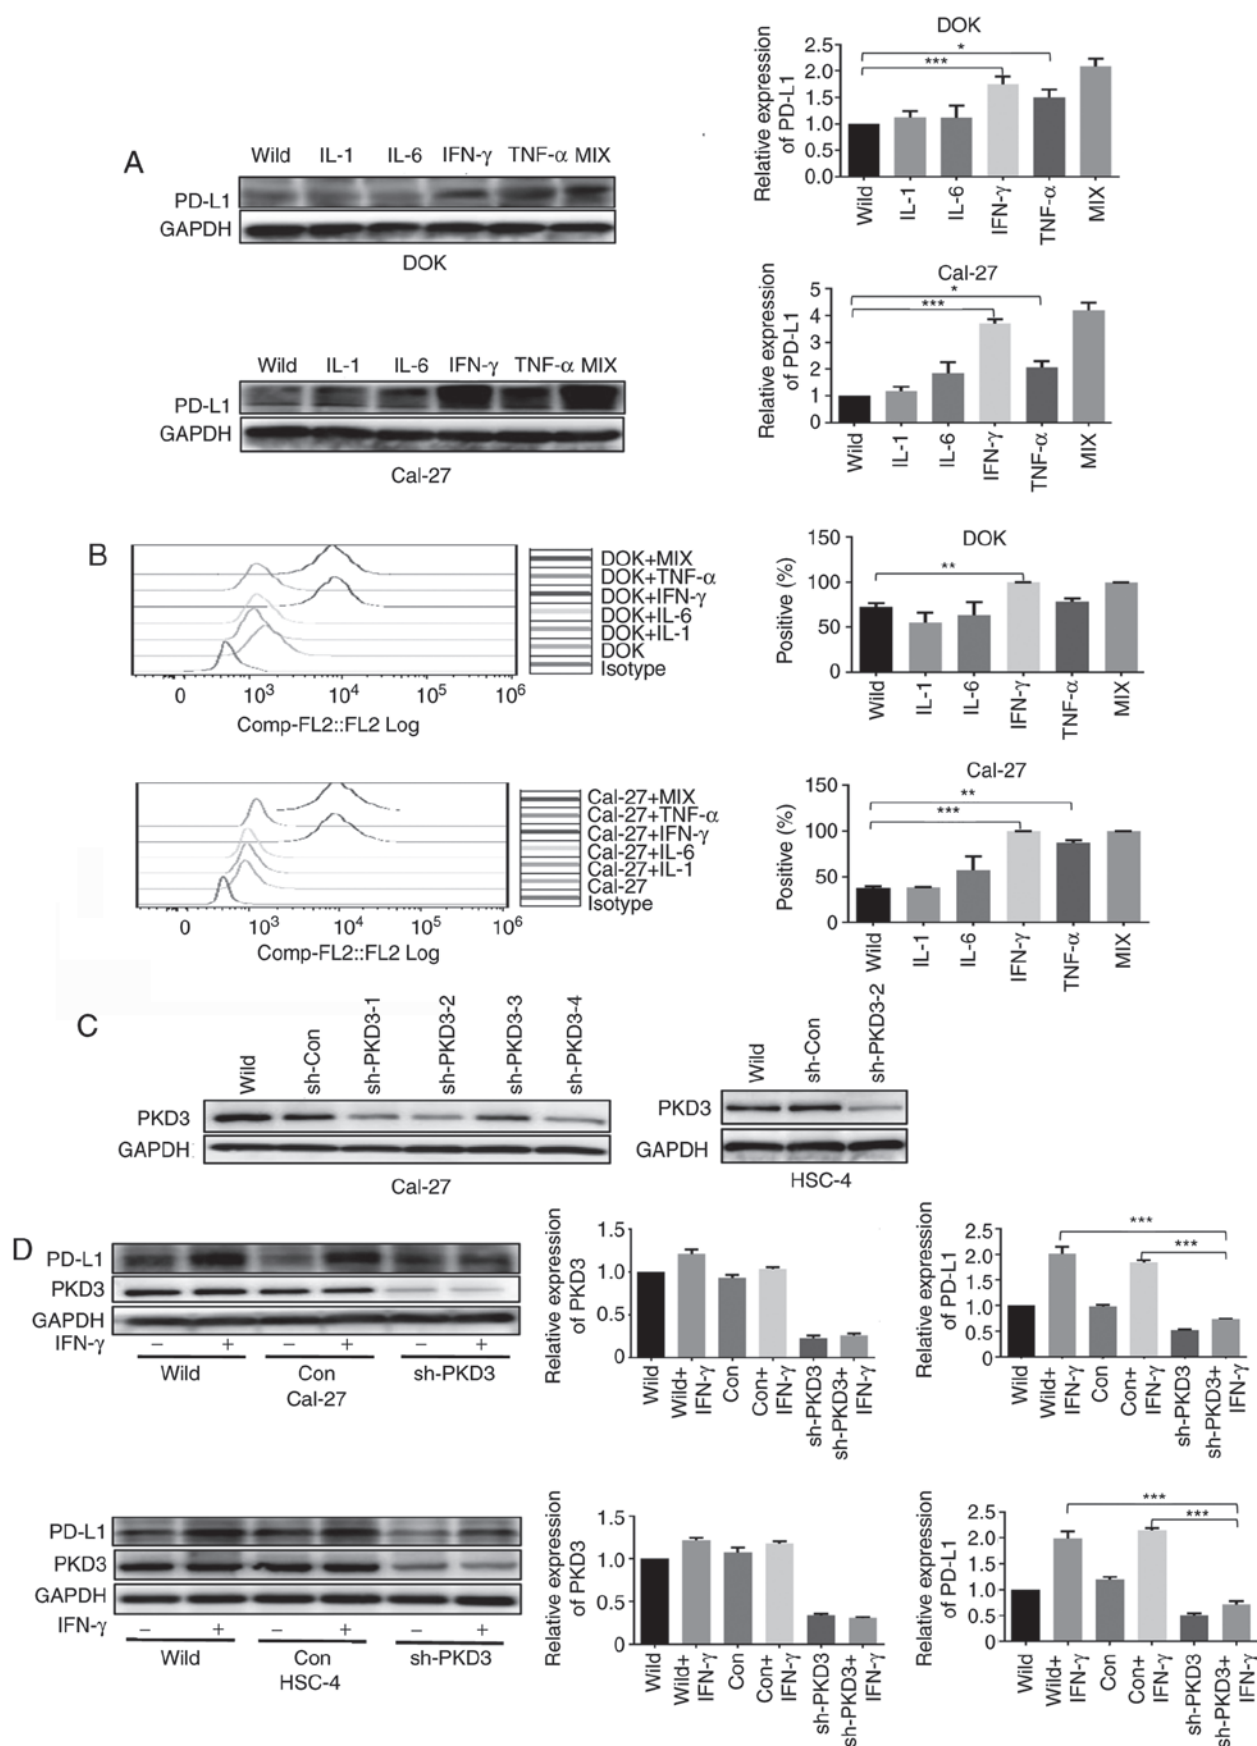 A
Wild IL-1 IL-6 IFN-γ TNF-α MIX
PD-L1
GAPDH
DOK
DOK
Relative expression
of PD-L1
2.5
2.0
1.5
1.0
0.5
0.0
* 
***
Wild IL-1 IL-6 IFN-γ TNF-α MIX
Wild IL-1 IL-6 IFN-γ TNF-α MIX
PD-L1
GAPDH
Cal-27
Cal-27
Relative expression
of PD-L1
5
4
3
2
1
0
*
***
Wild IL-1 IL-6 IFN-γ TNF-α MIX
B
DOK+MIX
DOK+TNF-α
DOK+IFN-γ
DOK+IL-6
DOK+IL-1
DOK
Isotype
0 10³ 10⁴ 10⁵ 10⁶
Comp-FL2::FL2 Log
DOK
Positive (%)
150
100
50
0
**
Wild IL-1 IL-6 IFN-γ TNF-α MIX
Cal-27+MIX
Cal-27+TNF-α
Cal-27+IFN-γ
Cal-27+IL-6
Cal-27+IL-1
Cal-27
Isotype
0 10³ 10⁴ 10⁵ 10⁶
Comp-FL2::FL2 Log
Cal-27
Positive (%)
150
100
50
0
**
***
Wild IL-1 IL-6 IFN-γ TNF-α MIX
C
Wild sh-Con sh-PKD3-1 sh-PKD3-2 sh-PKD3-3 sh-PKD3-4
PKD3
GAPDH
Cal-27
Wild sh-Con sh-PKD3-2
PKD3
GAPDH
HSC-4
D
PD-L1
PKD3
GAPDH
IFN-γ − + − + − +
Wild Con sh-PKD3
Cal-27
Relative expression
of PKD3
1.5
1.0
0.5
0
Wild Wild+ IFN-γ Con Con+ IFN-γ sh-PKD3 sh-PKD3+ IFN-γ
Relative expression
of PD-L1
2.5
2.0
1.5
1.0
0.5
0
***
***
Wild Wild+ IFN-γ Con Con+ IFN-γ sh-PKD3 sh-PKD3+ IFN-γ
PD-L1
PKD3
GAPDH
IFN-γ − + − + − +
Wild Con sh-PKD3
HSC-4
Relative expression
of PKD3
1.5
1.0
0.5
0
Wild Wild+ IFN-γ Con Con+ IFN-γ sh-PKD3 sh-PKD3+ IFN-γ
Relative expression
of PD-L1
2.5
2.0
1.5
1.0
0.5
0
***
***
Wild Wild+ IFN-γ Con Con+ IFN-γ sh-PKD3 sh-PKD3+ IFN-γ